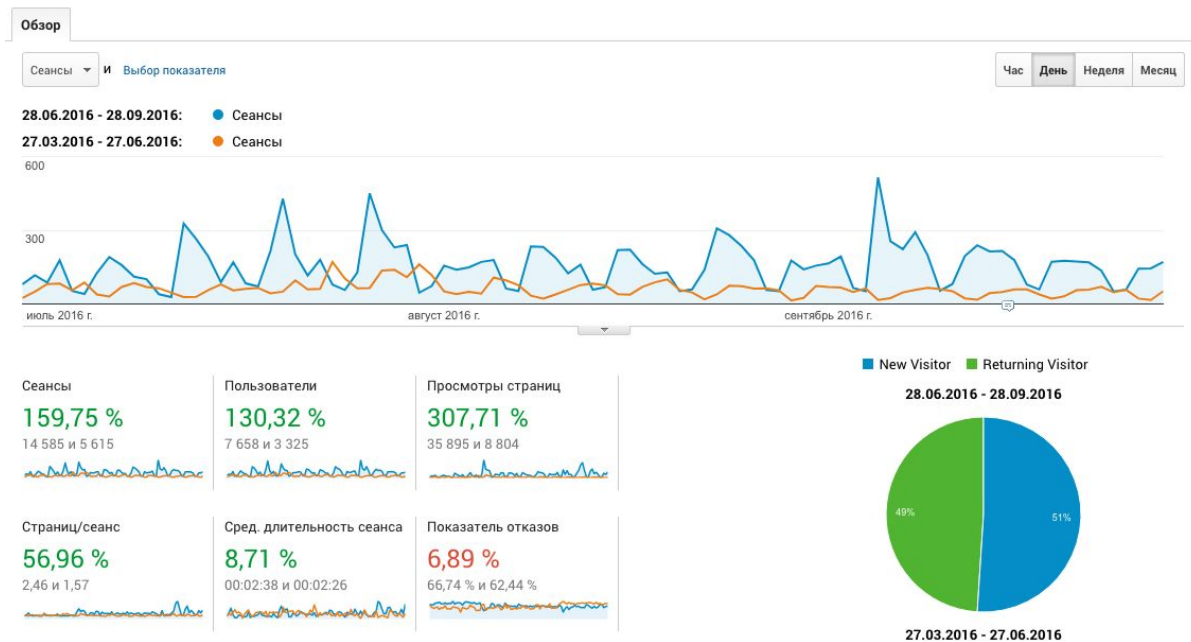 Обзор
Сеансы и Выбор показателя
Час День Неделя Месяц
28.06.2016 - 28.09.2016: Сеансы
27.03.2016 - 27.06.2016: Сеансы
600
300
июль 2016 г. август 2016 г. сентябрь 2016 г.
New Visitor Returning Visitor
28.06.2016 - 28.09.2016
Сеансы
159,75 %
14 585 и 5 615
Пользователи
130,32 %
7 658 и 3 325
Просмотры страниц
307,71 %
35 895 и 8 804
Страниц/сеанс
56,96 %
2,46 и 1,57
Сред. длительность сеанса
8,71 %
00:02:38 и 00:02:26
Показатель отказов
6,89 %
66,74 % и 62,44 %
49%
51%
27.03.2016 - 27.06.2016